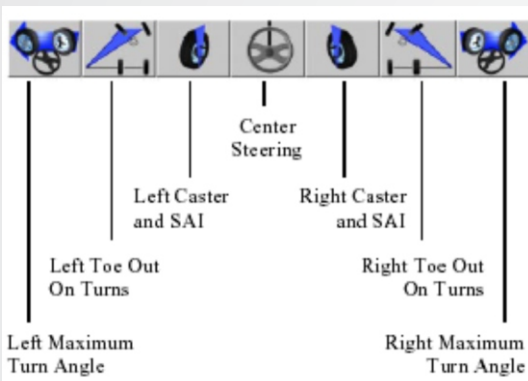 Center
Steering
Left Caster
and SAI
Right Caster
and SAI
Left Toe Out
On Turns
Right Toe Out
On Turns
Left Maximum
Turn Angle
Right Maximum
Turn Angle